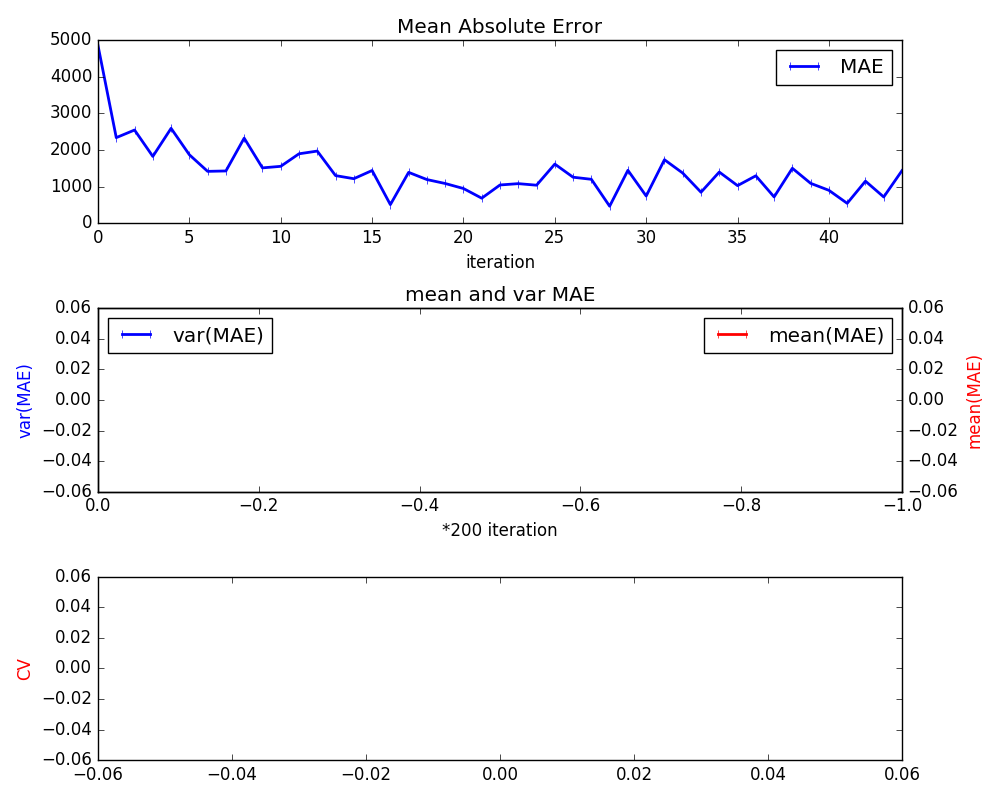 Mean Absolute Error
5000
4000
3000
2000
1000
0
MAE
0 5 10 15 20 25 30 35 40
iteration
mean and var MAE
0.06
0.04
0.02
0.00
−0.02
−0.04
−0.06
var(MAE)
var(MAE)
mean(MAE)
0.06
0.04
0.02
0.00
−0.02
−0.04
−0.06
mean(MAE)
0.0 −0.2 −0.4 −0.6 −0.8 −1.0
*200 iteration
0.06
0.04
0.02
0.00
−0.02
−0.04
−0.06
CV
−0.06 −0.04 −0.02 0.00 0.02 0.04 0.06